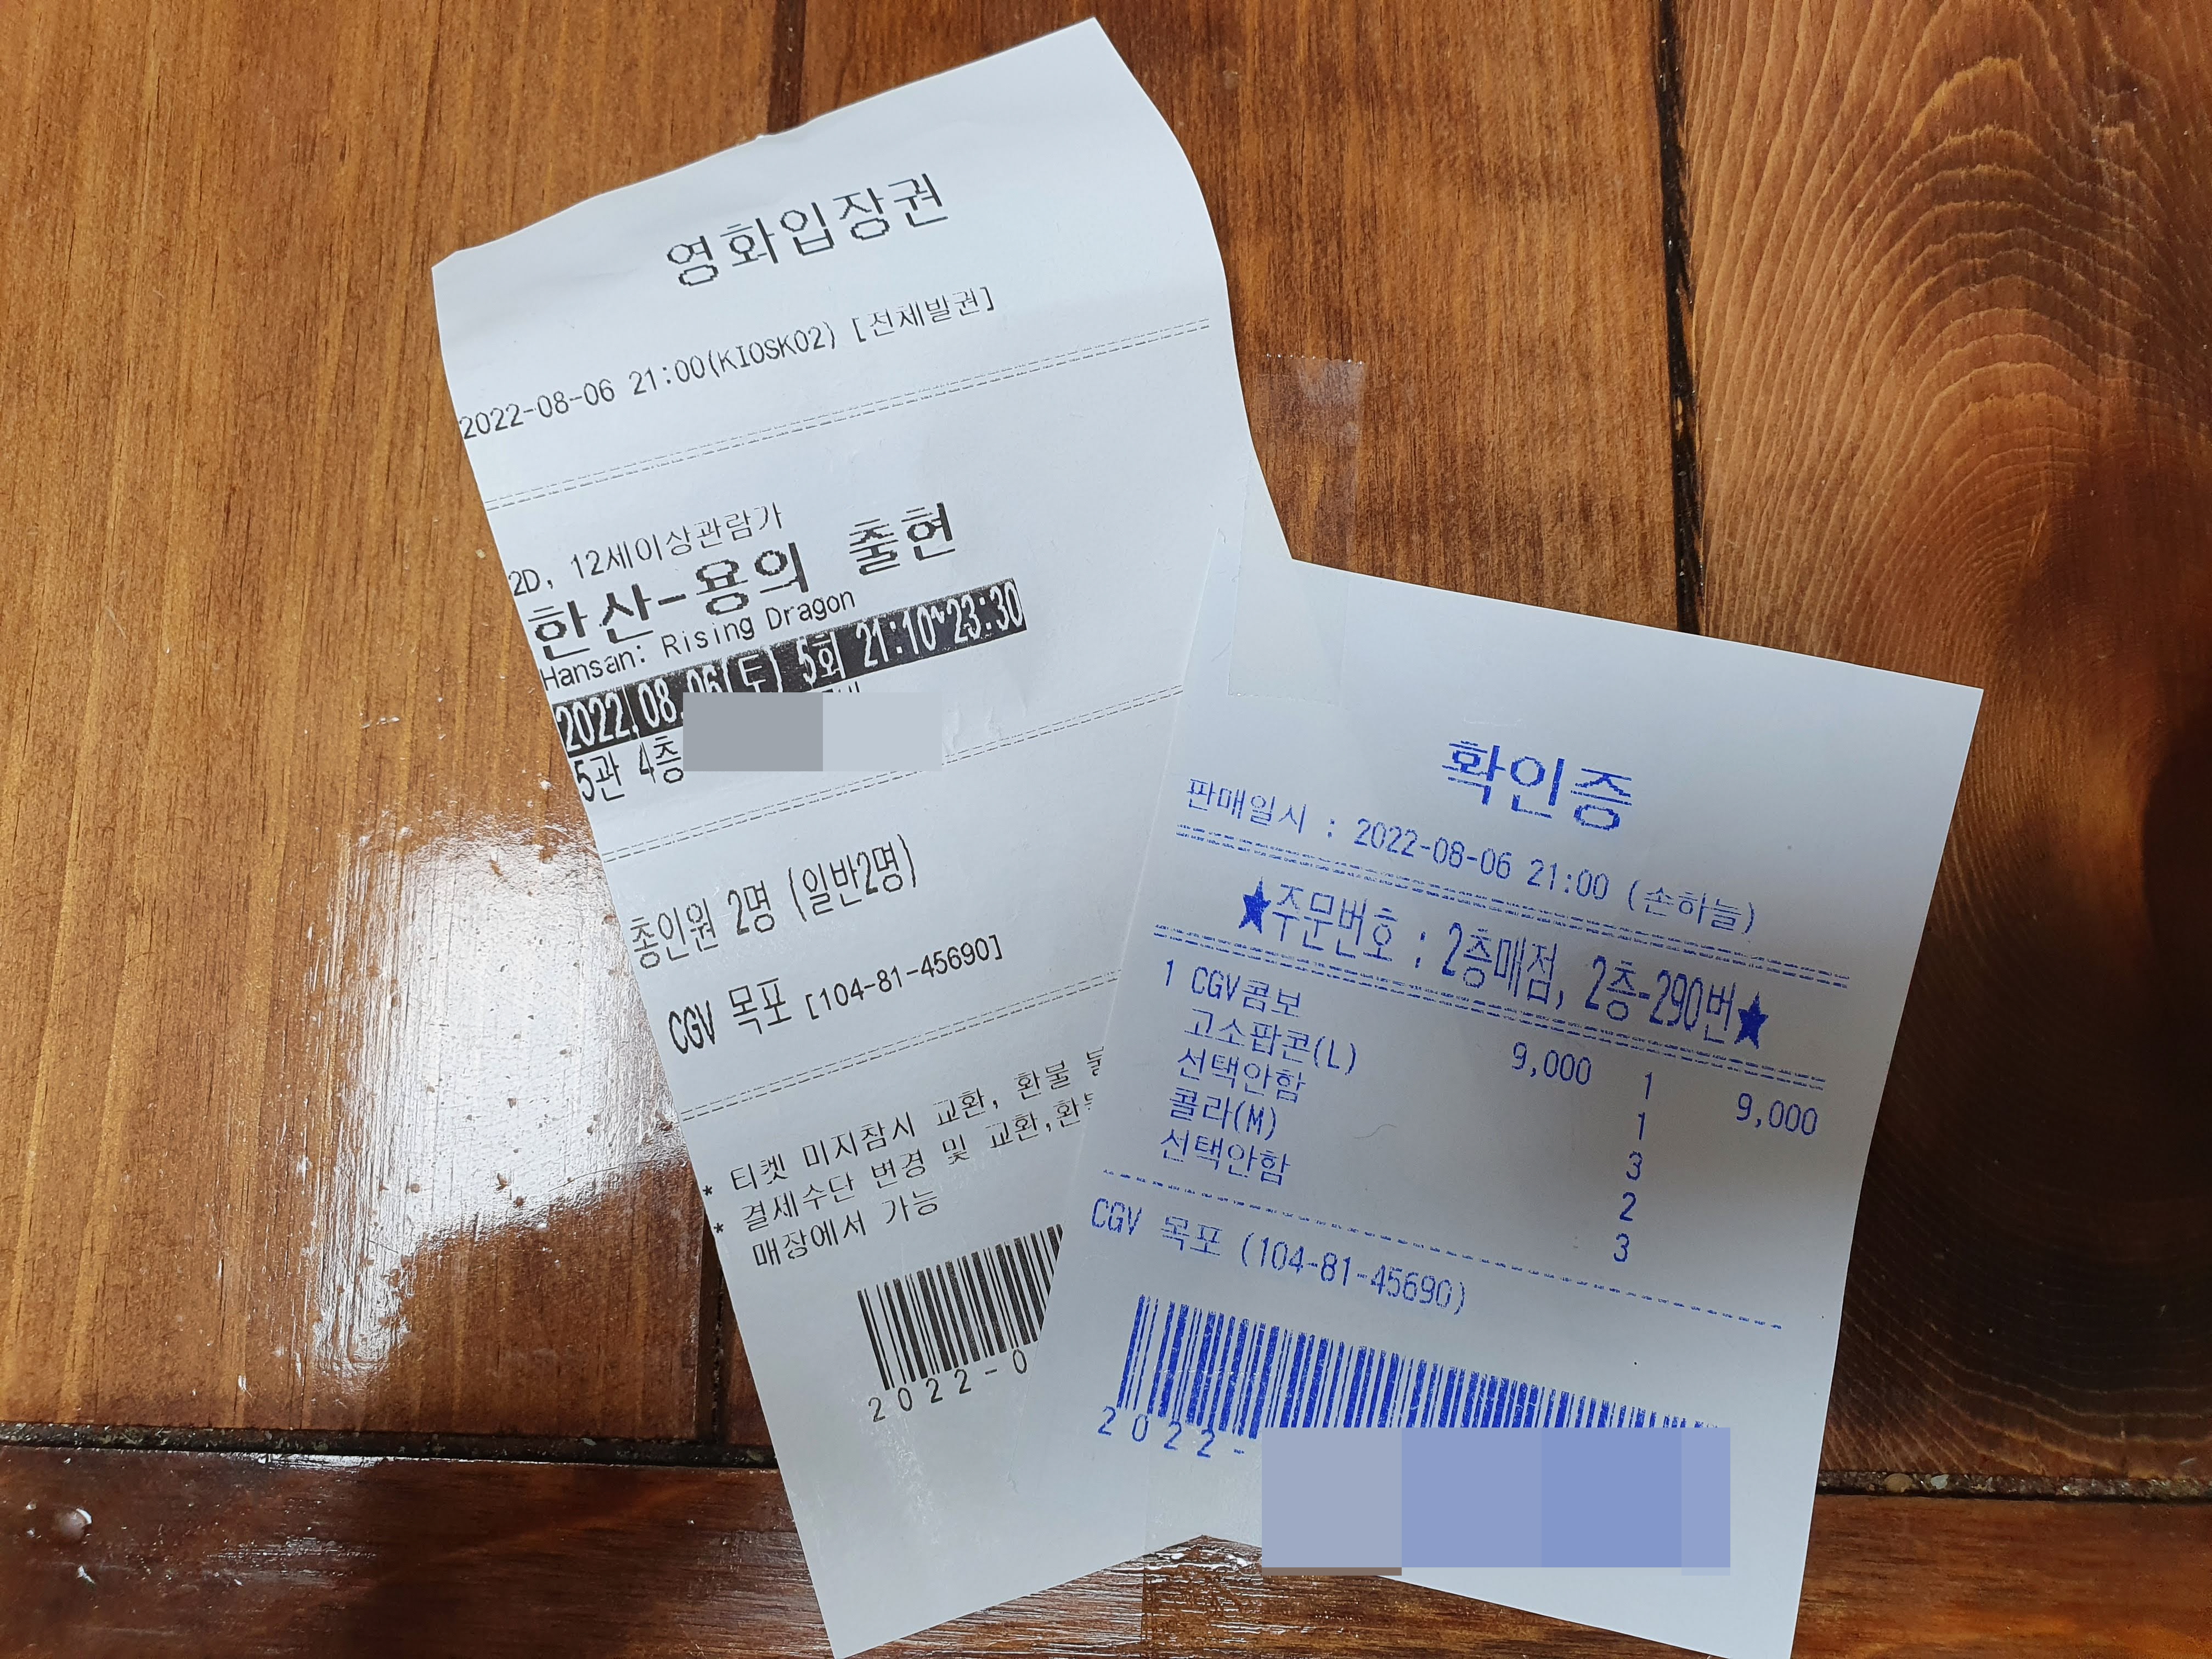 영화입장권
2022-08-06 21:00(KIOSK02) [전체발권]
2D, 12세이상관람가
한산-용의 출현
Hansan: Rising Dragon
2022.08.06(토) 5회 21:10~23:30
5관 4층
총인원 2명 (일반2명)
CGV 목포 [104-81-45690]
* 티켓 미지참시 교환, 환불
* 결제수단 변경 및 교환,
매장에서 가능
2022-0
확인증
판매일시 : 2022-08-06 21:00 (손하늘)
★주문번호 : 2층매점, 2층-290번★
1 CGV콤보 9,000 1 9,000
고소팝콘(L) 1
선택안함 3
콜라(M) 2
선택안함 3
CGV 목포 (104-81-45690)
2022-